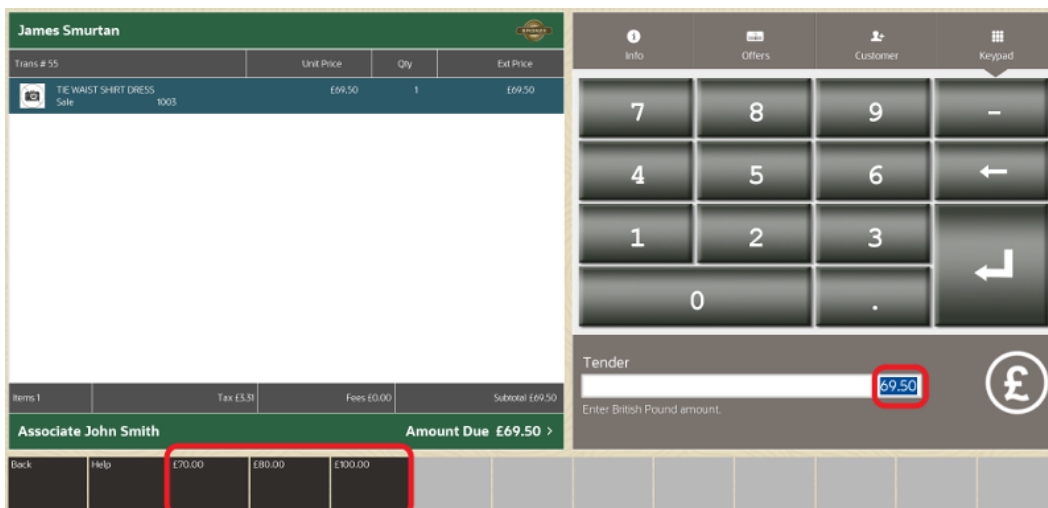 James Smurtan
BRONZE
Trans # 55 Unit Price Qty Ext Price
TIE WAIST SHIRT DRESS £69.50 1 £69.50
Sale 1003
Items 1 Tax £3.31 Fees £0.00 Subtotal £69.50
Associate John Smith Amount Due £69.50 >
Info Offers Customer Keypad
7 8 9 –
4 5 6 ←
1 2 3
0 .
Tender
69.50
£
Enter British Pound amount.
Back Help £70.00 £80.00 £100.00